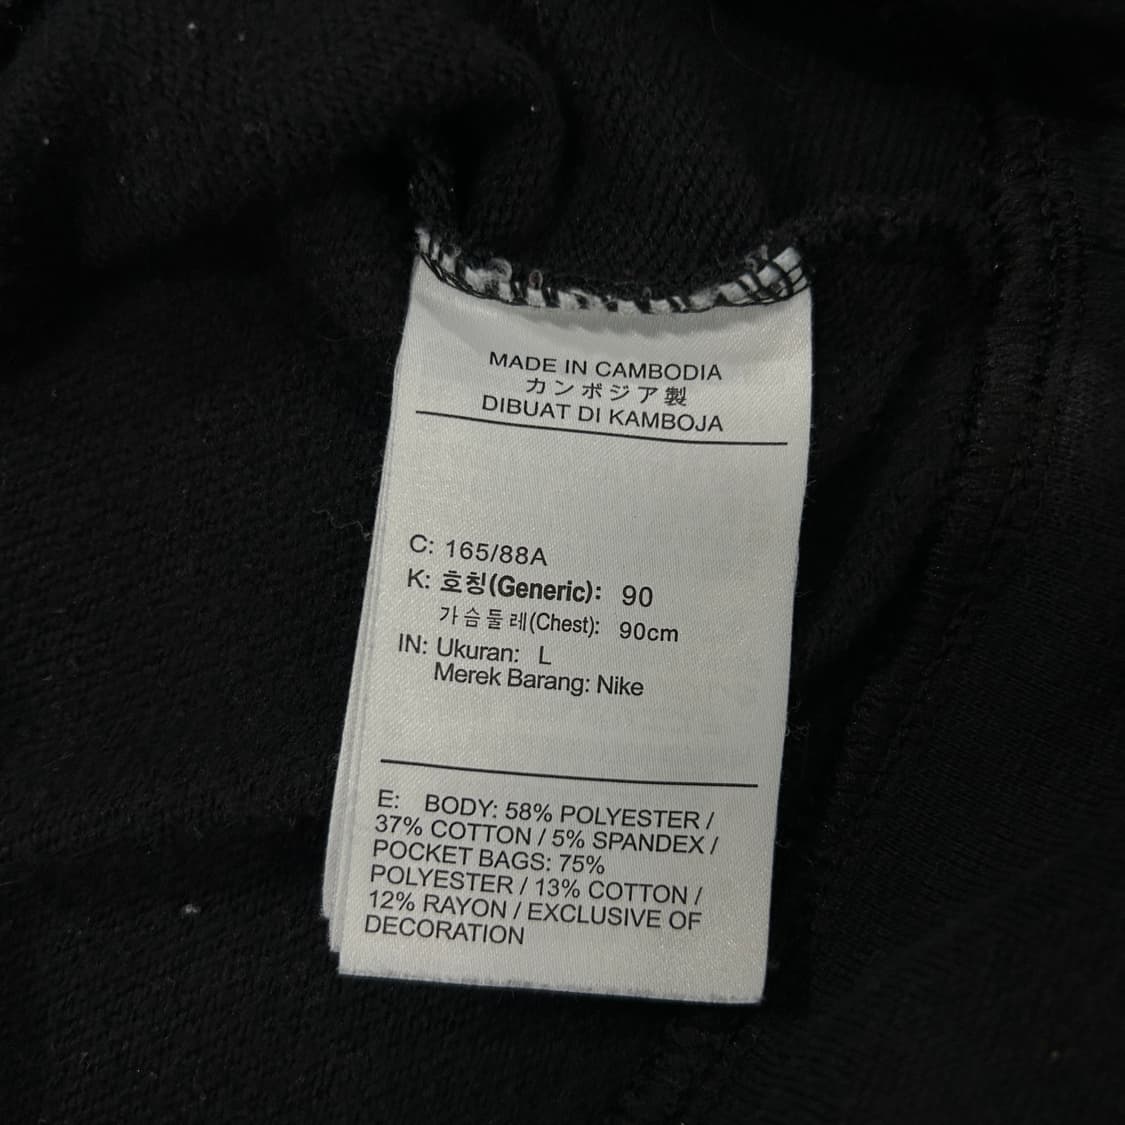 MADE IN CAMBODIA
カンボジア製
DIBUAT DI KAMBOJA
C: 165/88A
K: 호칭(Generic): 90
가슴둘레(Chest): 90cm
IN: Ukuran: L
Merek Barang: Nike
E: BODY: 58% POLYESTER /
37% COTTON / 5% SPANDEX /
POCKET BAGS: 75%
POLYESTER / 13% COTTON /
12% RAYON / EXCLUSIVE OF
DECORATION